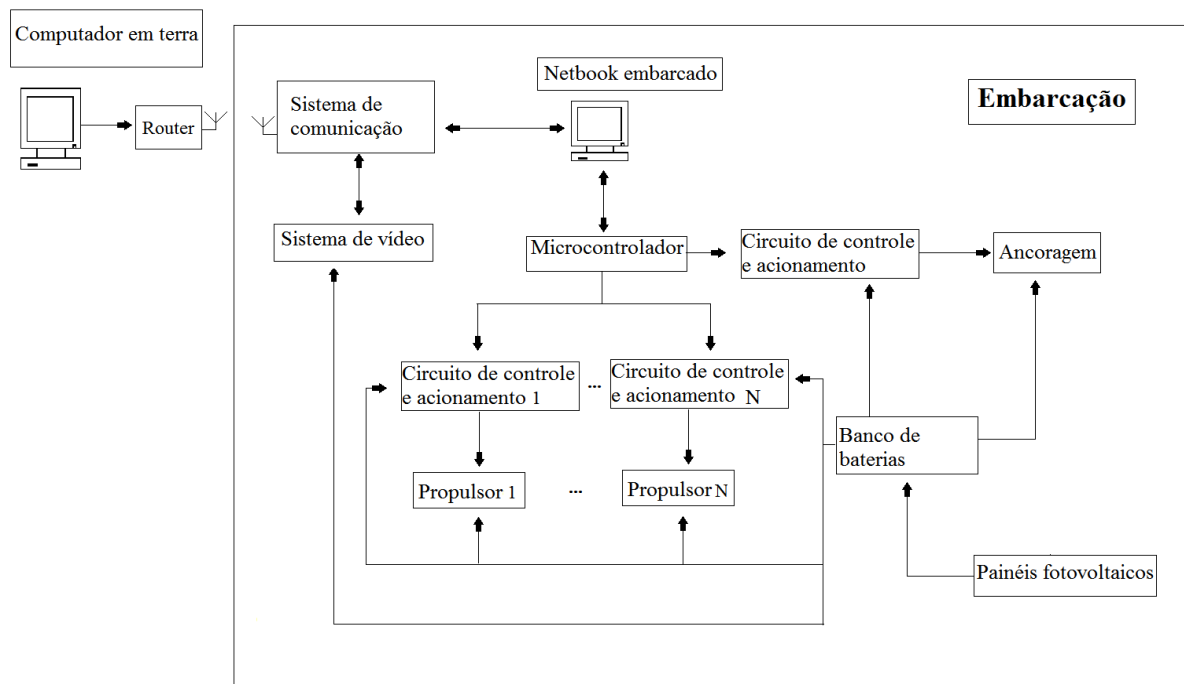 Computador em terra
Netbook embarcado
Embarcação
Sistema de
comunicação
Router
Sistema de vídeo
Microcontrolador
Circuito de controle
e acionamento
Ancoragem
Circuito de controle
e acionamento 1
...
Circuito de controle
e acionamento N
Banco de
baterias
Propulsor 1
...
Propulsor N
Painéis fotovoltaicos